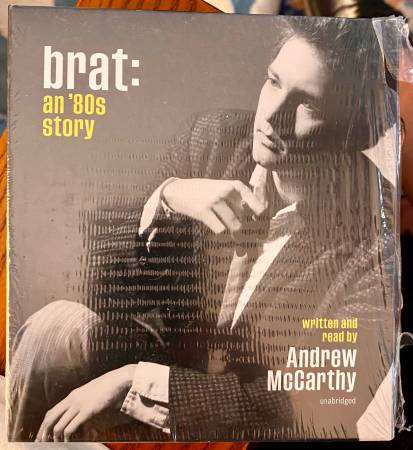 brat:
an '80s
story
written and
read by
Andrew
McCarthy
unabridged